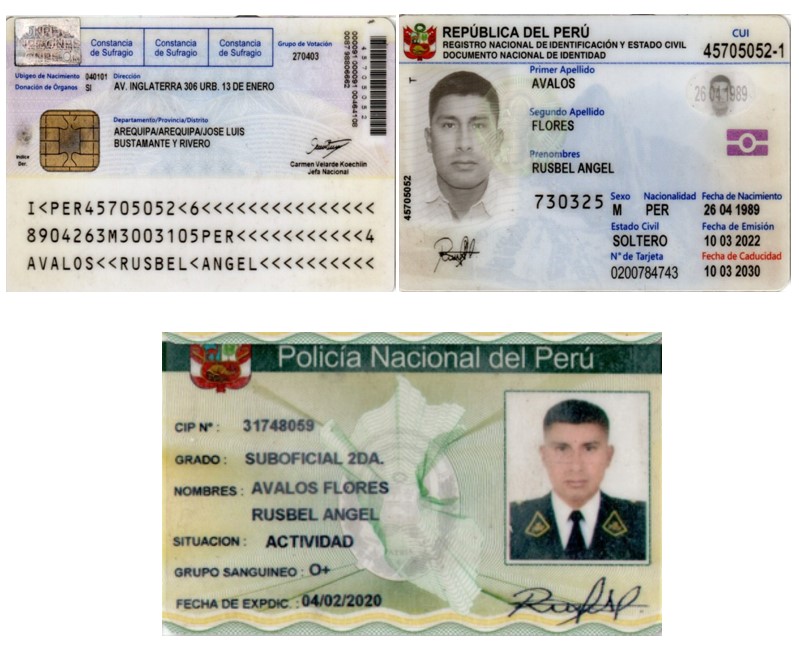 Constancia de Sufragio
Constancia de Sufragio
Constancia de Sufragio
Grupo de Votación
270403
Ubigeo de Nacimiento 040101
Donación de Órganos SI
Dirección
AV. INGLATERRA 306 URB. 13 DE ENERO
Departamento/Provincia/Distrito
AREQUIPA/AREQUIPA/JOSE LUIS
BUSTAMANTE Y RIVERO
Indice
Der.
Carmen Velarde Koechlin
Jefa Nacional
45705052
I<PER45705052<6<<<<<<<<<<<<<<<
8904263M3003105PER<<<<<<<<<<<4
AVALOS<<RUSBEL<ANGEL<<<<<<<<<<
REPÚBLICA DEL PERÚ
REGISTRO NACIONAL DE IDENTIFICACIÓN Y ESTADO CIVIL
DOCUMENTO NACIONAL DE IDENTIDAD
CUI
45705052-1
Primer Apellido
AVALOS
Segundo Apellido
FLORES
Prenombres
RUSBEL ANGEL
26 04 1989
45705052
730325
Sexo Nacionalidad Fecha de Nacimiento
M PER 26 04 1989
Estado Civil Fecha de Emisión
SOLTERO 10 03 2022
N° de Tarjeta Fecha de Caducidad
0200784743 10 03 2030
Policía Nacional del Perú
CIP N° : 31748059
GRADO : SUBOFICIAL 2DA.
NOMBRES : AVALOS FLORES
RUSBEL ANGEL
SITUACION : ACTIVIDAD
GRUPO SANGUINEO : O+
FECHA DE EXPDIC. : 04/02/2020